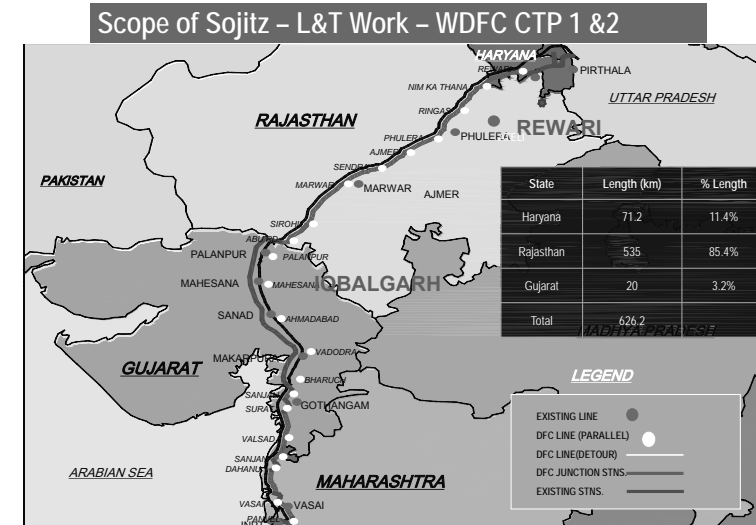 Scope of Sojitz – L&T Work – WDFC CTP 1 &2
HARYANA
REWARI
PIRTHALA
NIM KA THANA
UTTAR PRADESH
RINGAS
RAJASTHAN
REWARI
PHULERA
PHULERA
AJMER
SENDRA
PAKISTAN
MARWAR
MARWAR
AJMER
State Length (km) % Length
Haryana 71.2 11.4%
Rajasthan 535 85.4%
Gujarat 20 3.2%
Total 626.2
MADHYA PRADESH
SIROHI
ABU RD
PALANPUR
PALANPUR
MAHESANA
MAHESANA
IQBALGARH
SANAD
AHMADABAD
MAKARPURA
VADODRA
GUJARAT
BHARUCH
SANJAN
GOTHANGAM
SURAT
VALSAD
SANJAN
DAHANU
ARABIAN SEA
MAHARASHTRA
VASAI
VASAI
PANVEL
LEGEND
EXISTING LINE
DFC LINE (PARALLEL)
DFC LINE(DETOUR)
DFC JUNCTION STNS.
EXISTING STNS.